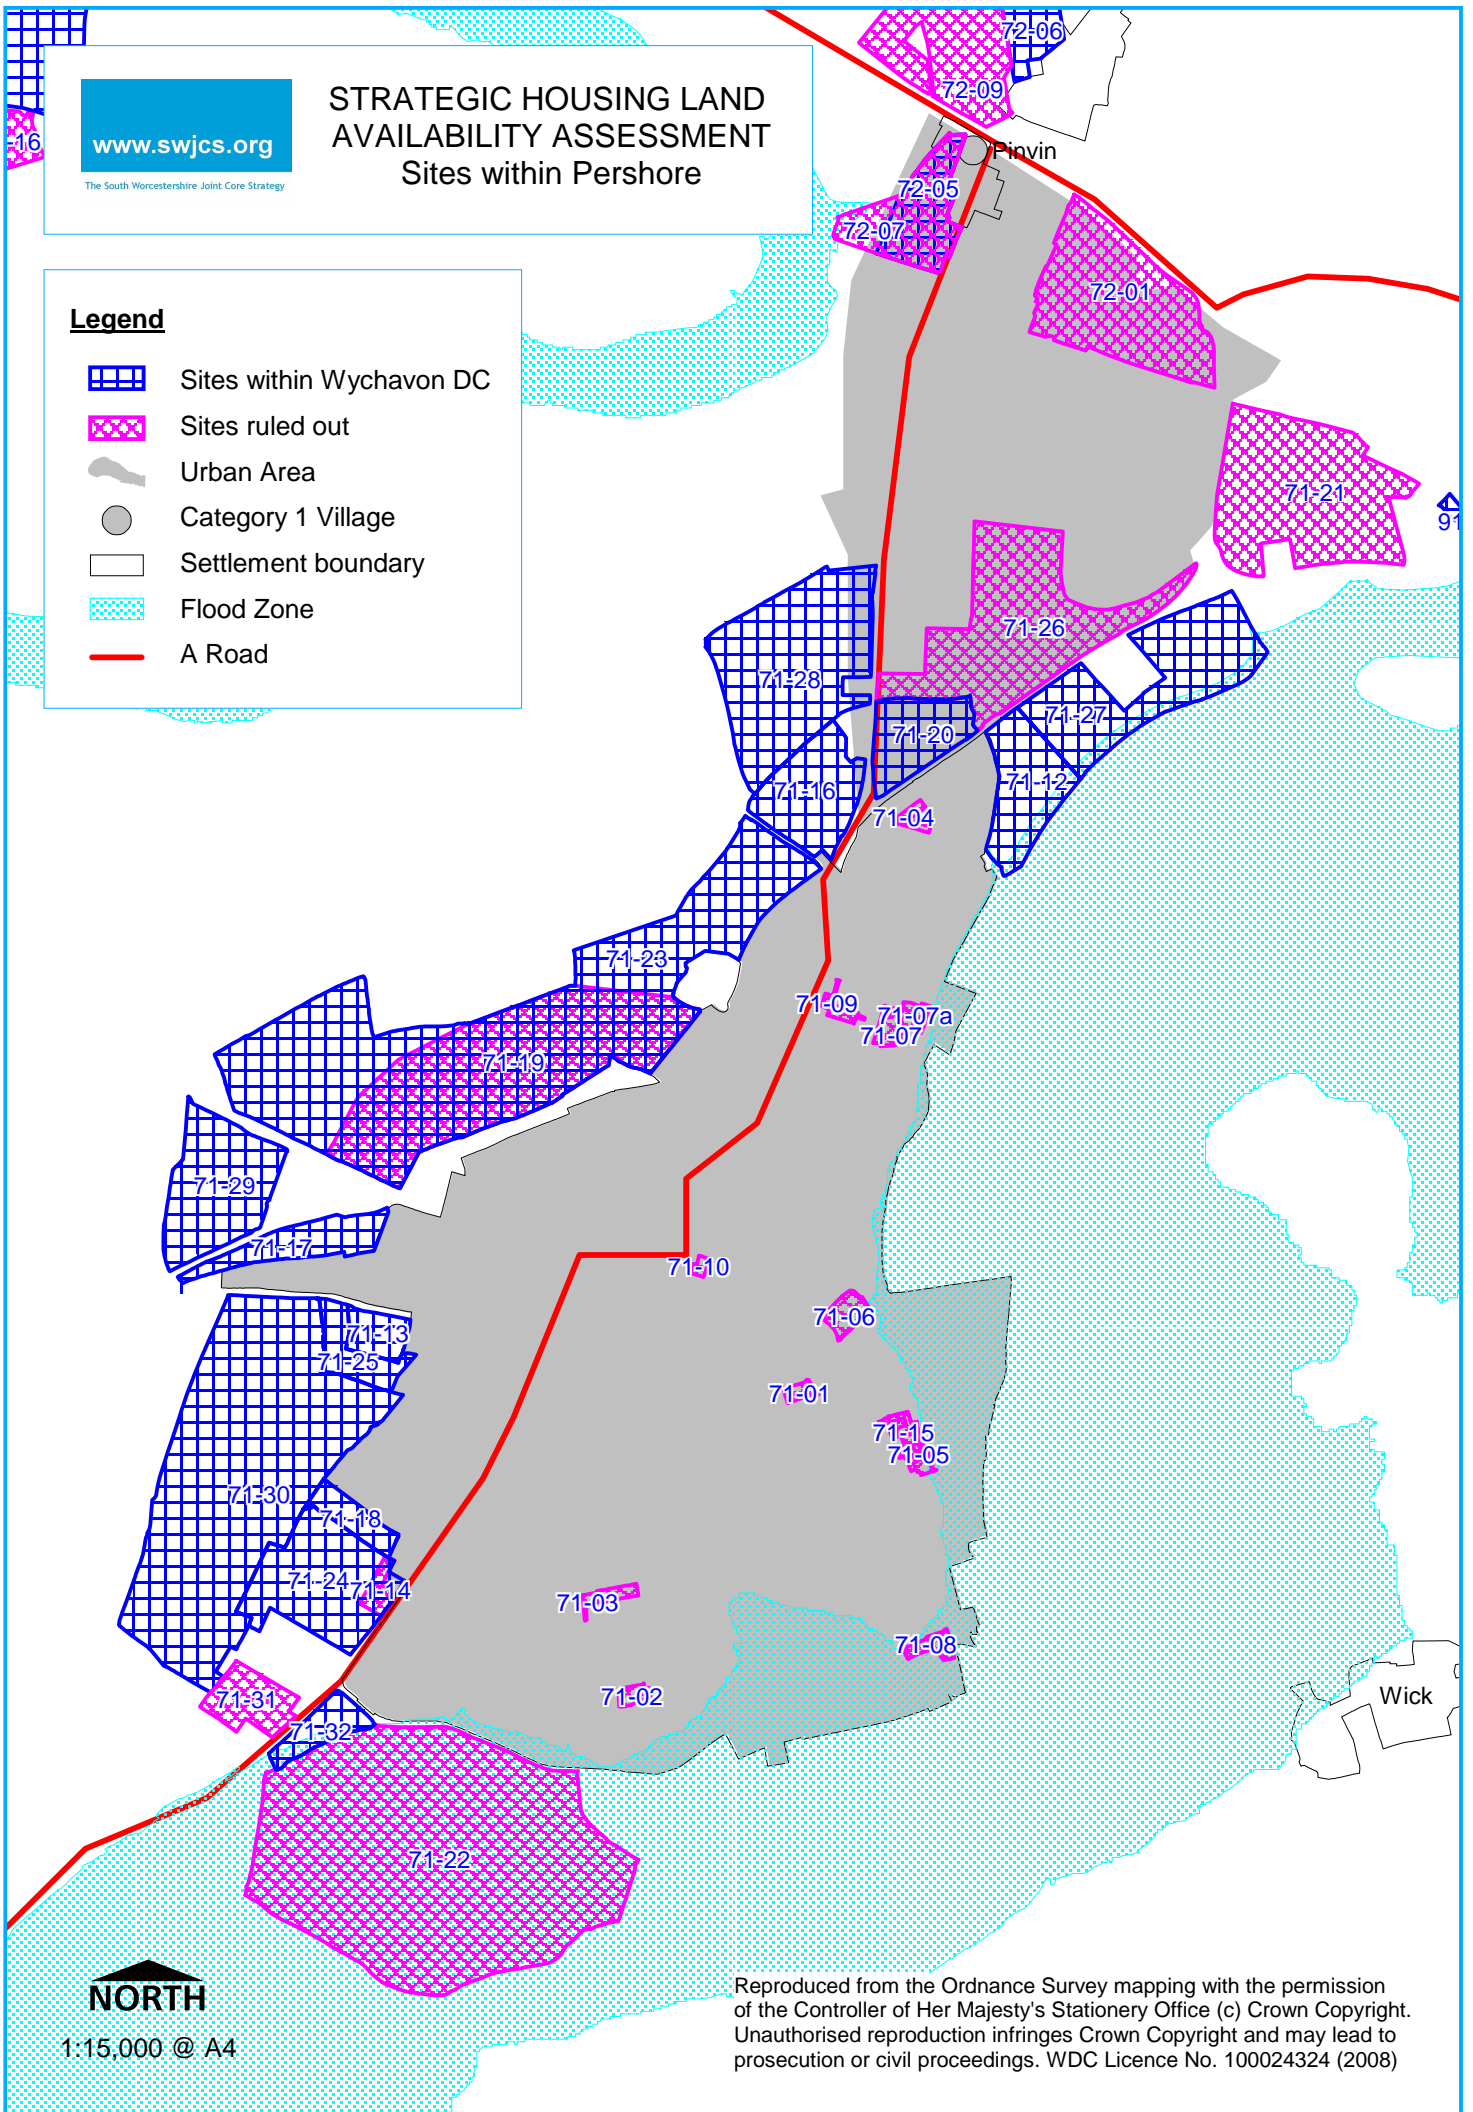 72-06
72-09
-16
www.swjcs.org
The South Worcestershire Joint Core Strategy
STRATEGIC HOUSING LAND
AVAILABILITY ASSESSMENT
Sites within Pershore
Pinvin
72-05
72-07
72-01
Legend
Sites within Wychavon DC
Sites ruled out
Urban Area
Category 1 Village
Settlement boundary
Flood Zone
A Road
71-21
91
71-26
71-28
71-27
71-20
71-12
71-16
71-04
71-23
71-09
71-07a
71-07
71-19
71-29
71-17
71-10
71-06
71-13
71-25
71-01
71-15
71-05
71-30
71-18
71-24
71-14
71-03
71-08
71-02
71-31
71-32
Wick
71-22
NORTH
1:15,000 @ A4
Reproduced from the Ordnance Survey mapping with the permission
of the Controller of Her Majesty's Stationery Office (c) Crown Copyright.
Unauthorised reproduction infringes Crown Copyright and may lead to
prosecution or civil proceedings. WDC Licence No. 100024324 (2008)